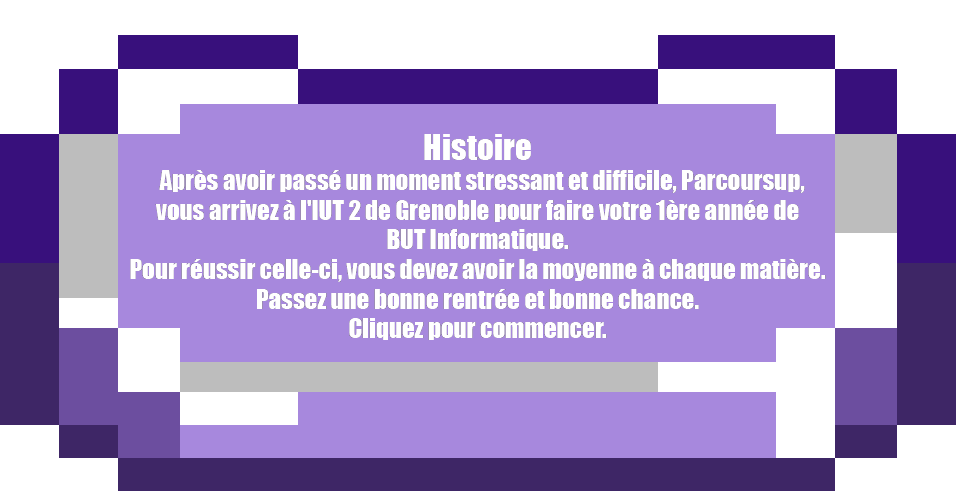 Histoire
Après avoir passé un moment stressant et difficile, Parcoursup,
vous arrivez à l'IUT 2 de Grenoble pour faire votre 1ère année de
BUT Informatique.
Pour réussir celle-ci, vous devez avoir la moyenne à chaque matière.
Passez une bonne rentrée et bonne chance.
Cliquez pour commencer.